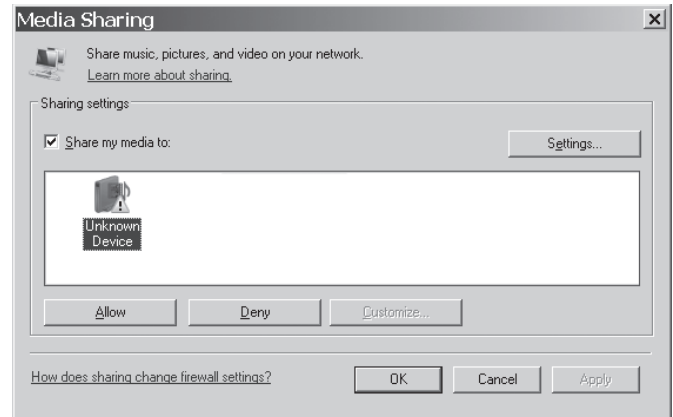 Media Sharing
Share music, pictures, and video on your network.
Learn more about sharing.
Sharing settings
Share my media to:
Settings...
Unknown
Device
Allow
Deny
Customize...
How does sharing change firewall settings?
OK
Cancel
Apply